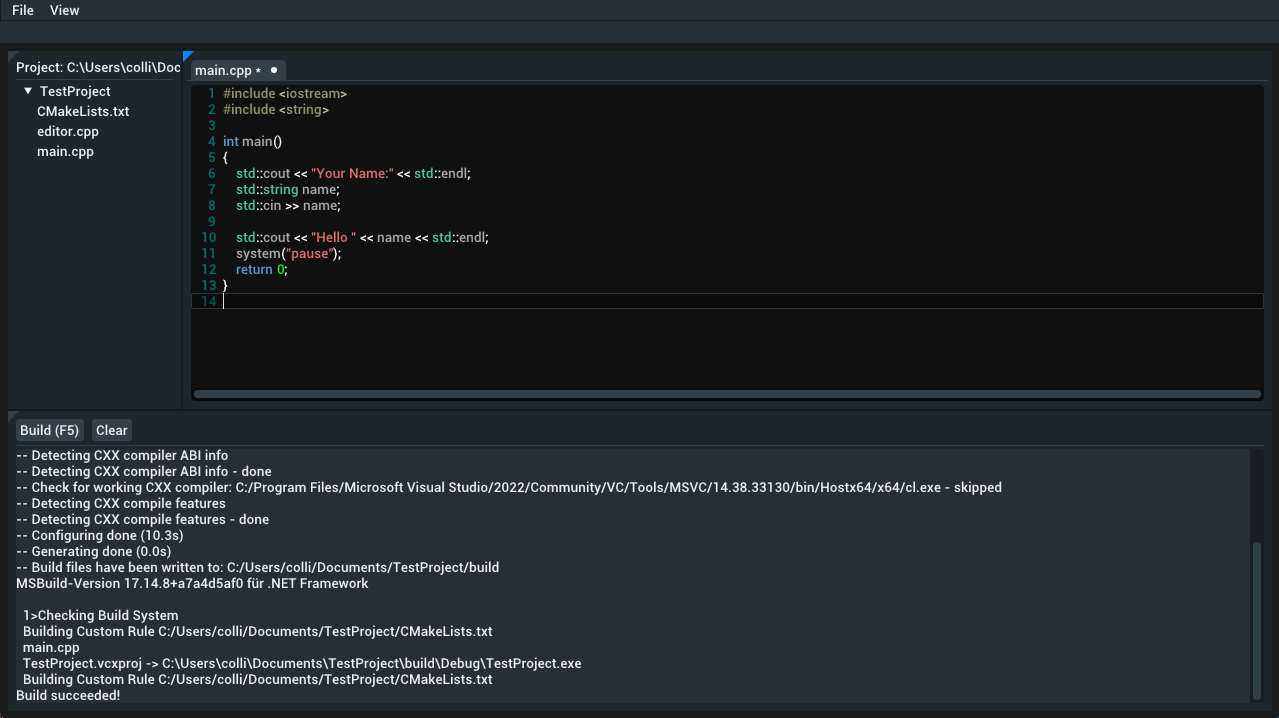 File View
Project: C:\Users\colli\Doc
TestProject
CMakeLists.txt
editor.cpp
main.cpp
main.cpp *
1 #include <iostream>
2 #include <string>
3
4 int main()
5 {
6 std::cout << "Your Name:" << std::endl;
7 std::string name;
8 std::cin >> name;
9
10 std::cout << "Hello " << name << std::endl;
11 system("pause");
12 return 0;
13 }
14
Build (F5) Clear
-- Detecting CXX compiler ABI info
-- Detecting CXX compiler ABI info - done
-- Check for working CXX compiler: C:/Program Files/Microsoft Visual Studio/2022/Community/VC/Tools/MSVC/14.38.33130/bin/Hostx64/x64/cl.exe - skipped
-- Detecting CXX compile features
-- Detecting CXX compile features - done
-- Configuring done (10.3s)
-- Generating done (0.0s)
-- Build files have been written to: C:/Users/colli/Documents/TestProject/build
MSBuild-Version 17.14.8+a7a4d5af0 für .NET Framework
1>Checking Build System
Building Custom Rule C:/Users/colli/Documents/TestProject/CMakeLists.txt
main.cpp
TestProject.vcxproj -> C:\Users\colli\Documents\TestProject\build\Debug\TestProject.exe
Building Custom Rule C:/Users/colli/Documents/TestProject/CMakeLists.txt
Build succeeded!